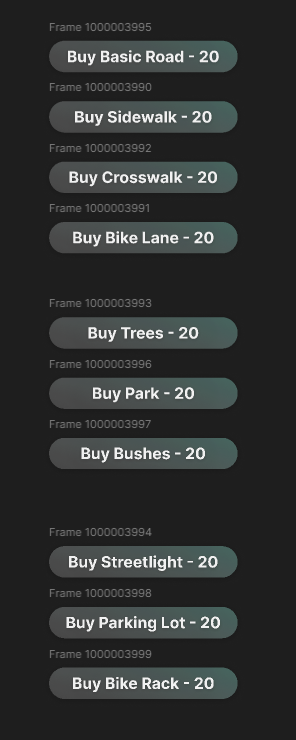 Frame 1000003995
Buy Basic Road - 20
Frame 1000003990
Buy Sidewalk - 20
Frame 1000003992
Buy Crosswalk - 20
Frame 1000003991
Buy Bike Lane - 20
Frame 1000003993
Buy Trees - 20
Frame 1000003996
Buy Park - 20
Frame 1000003997
Buy Bushes - 20
Frame 1000003994
Buy Streetlight - 20
Frame 1000003998
Buy Parking Lot - 20
Frame 1000003999
Buy Bike Rack - 20